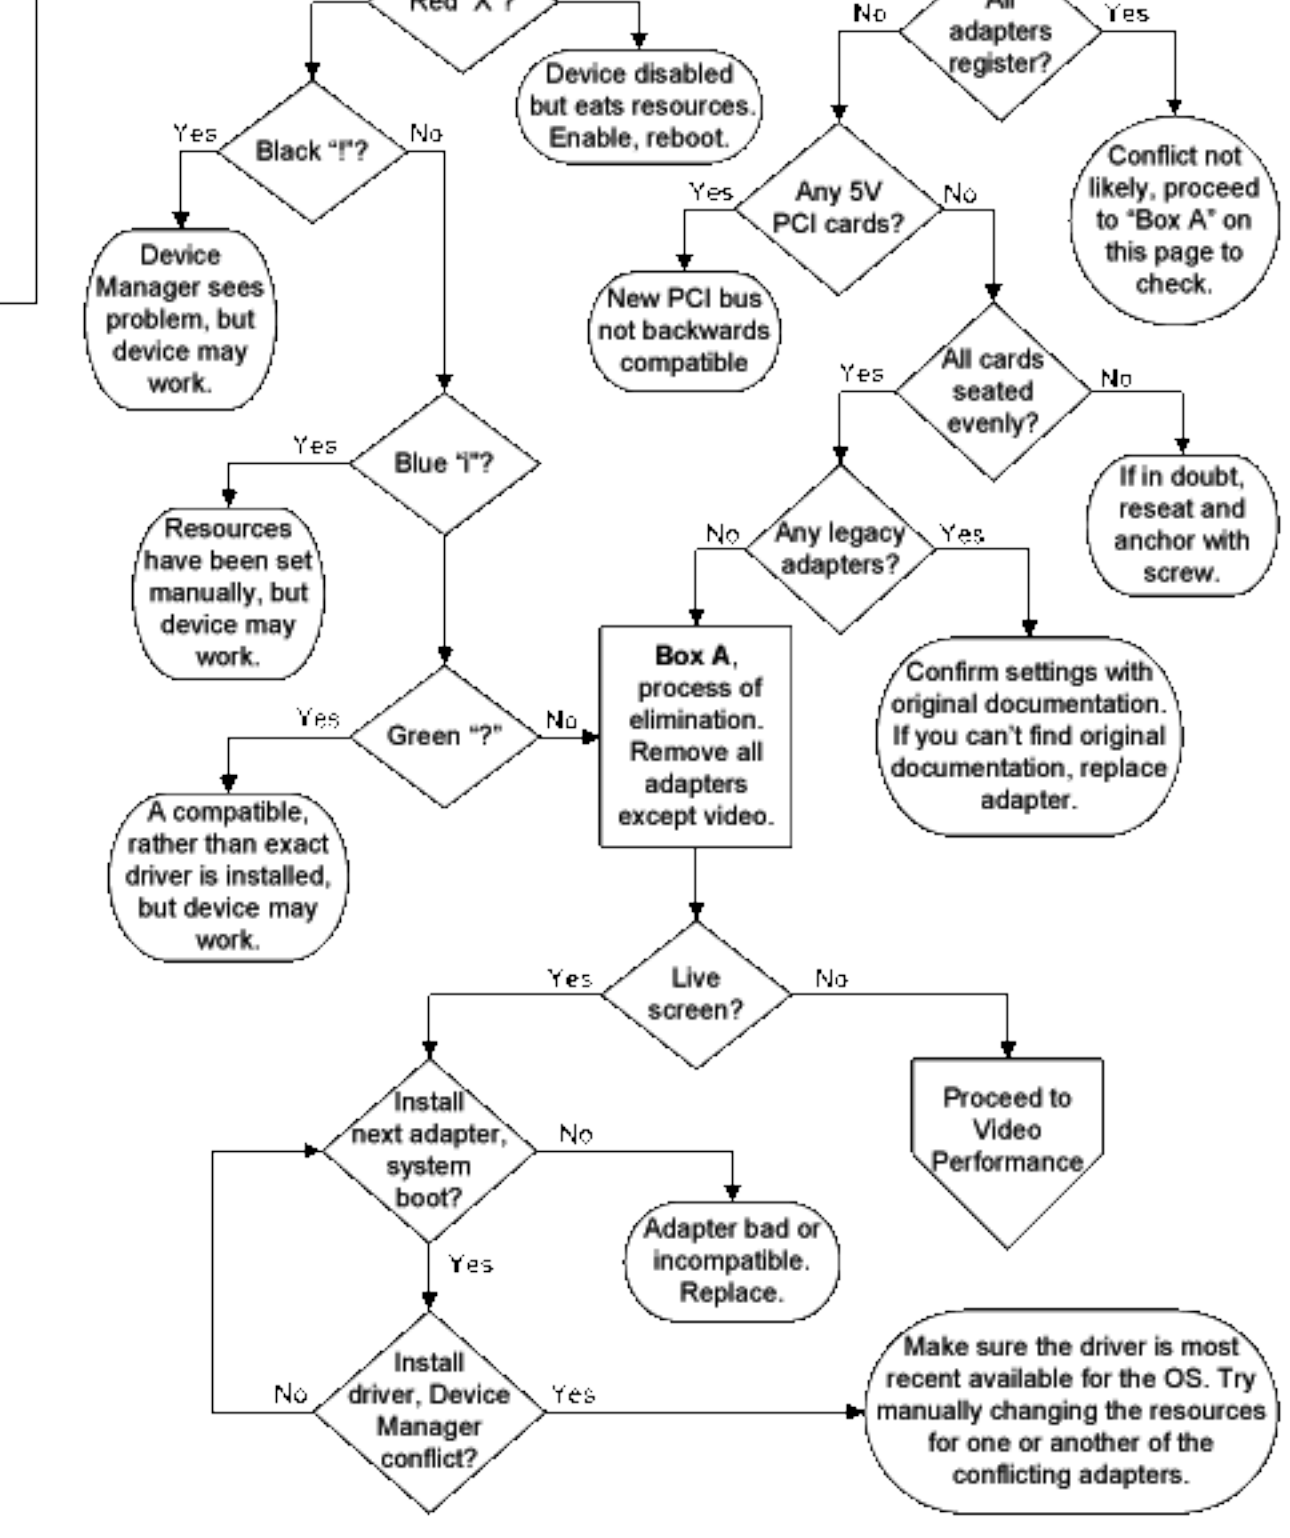 Red "X"?
No
All
adapters
register?
Yes
Device disabled
but eats resources.
Enable, reboot.
Yes
Black "!"?
No
Conflict not
likely, proceed
to "Box A" on
this page to
check.
Yes
Any 5V
PCI cards?
No
Device
Manager sees
problem, but
device may
work.
New PCI bus
not backwards
compatible
Yes
All cards
seated
evenly?
No
Yes
Blue "i"?
If in doubt,
reseat and
anchor with
screw.
Resources
have been set
manually, but
device may
work.
No
Any legacy
adapters?
Yes
Box A,
process of
elimination.
Remove all
adapters
except video.
Confirm settings with
original documentation.
If you can't find original
documentation, replace
adapter.
Yes
Green "?"
No
A compatible,
rather than exact
driver is installed,
but device may
work.
Yes
Live
screen?
No
Install
next adapter,
system
boot?
No
Proceed to
Video
Performance
Adapter bad or
incompatible.
Replace.
Yes
No
Install
driver, Device
Manager
conflict?
Yes
Make sure the driver is most
recent available for the OS. Try
manually changing the resources
for one or another of the
conflicting adapters.